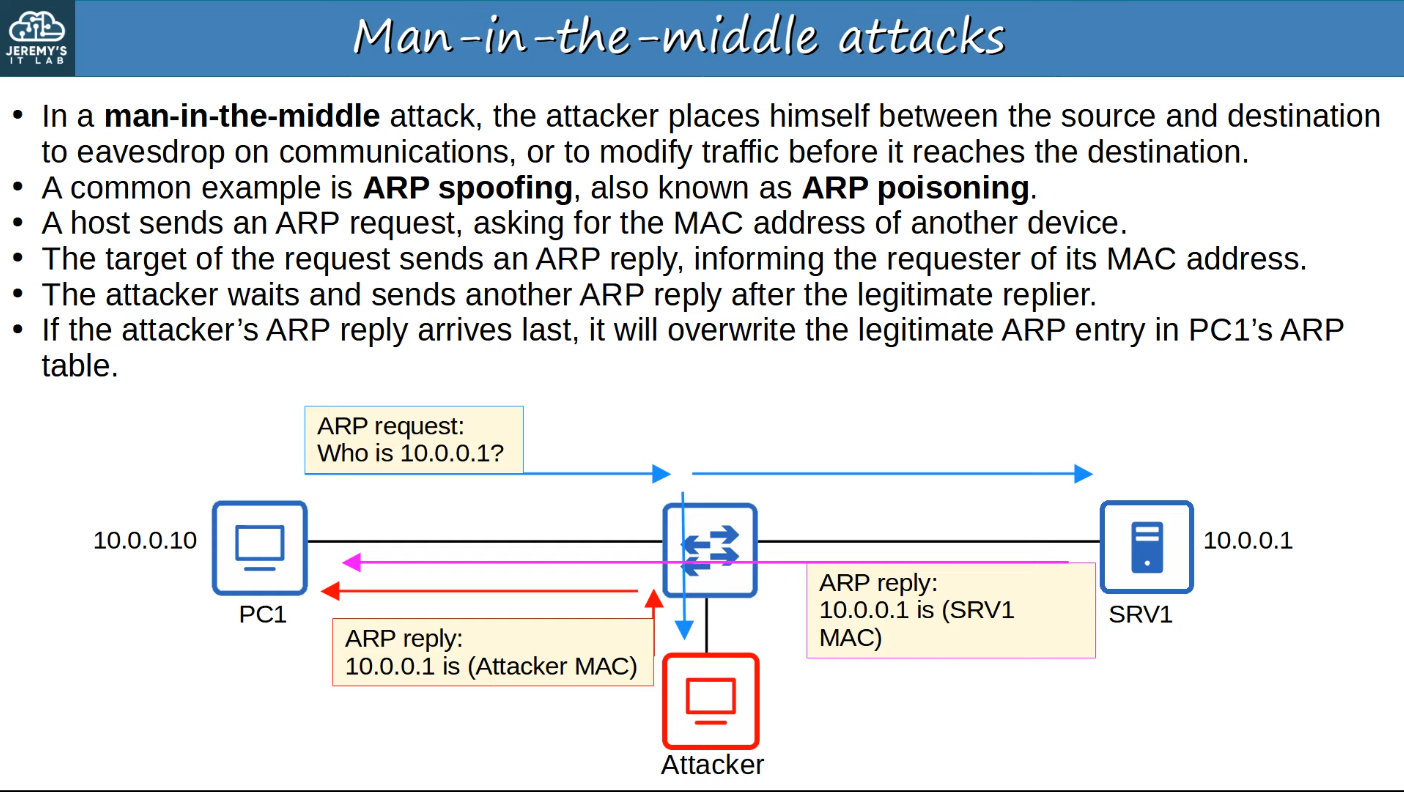 JEREMY'S
IT LAB
Man-in-the-middle attacks
• In a man-in-the-middle attack, the attacker places himself between the source and destination
to eavesdrop on communications, or to modify traffic before it reaches the destination.
• A common example is ARP spoofing, also known as ARP poisoning.
• A host sends an ARP request, asking for the MAC address of another device.
• The target of the request sends an ARP reply, informing the requester of its MAC address.
• The attacker waits and sends another ARP reply after the legitimate replier.
• If the attacker’s ARP reply arrives last, it will overwrite the legitimate ARP entry in PC1’s ARP
table.
ARP request:
Who is 10.0.0.1?
10.0.0.10
PC1
10.0.0.1
SRV1
ARP reply:
10.0.0.1 is (SRV1
MAC)
ARP reply:
10.0.0.1 is (Attacker MAC)
Attacker